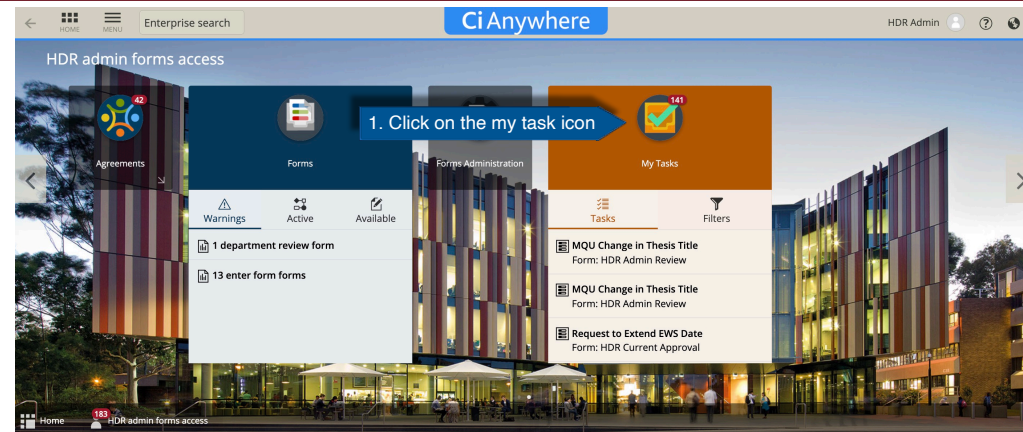 HOME
MENU
Enterprise search
Ci Anywhere
HDR Admin
?
HDR admin forms access
42
Agreements
Forms
1. Click on the my task icon
Forms Administration
141
My Tasks
Warnings
Active
Available
1 department review form
13 enter form forms
Tasks
Filters
MQU Change in Thesis Title
Form: HDR Admin Review
MQU Change in Thesis Title
Form: HDR Admin Review
Request to Extend EWS Date
Form: HDR Current Approval
Home
183
HDR admin forms access